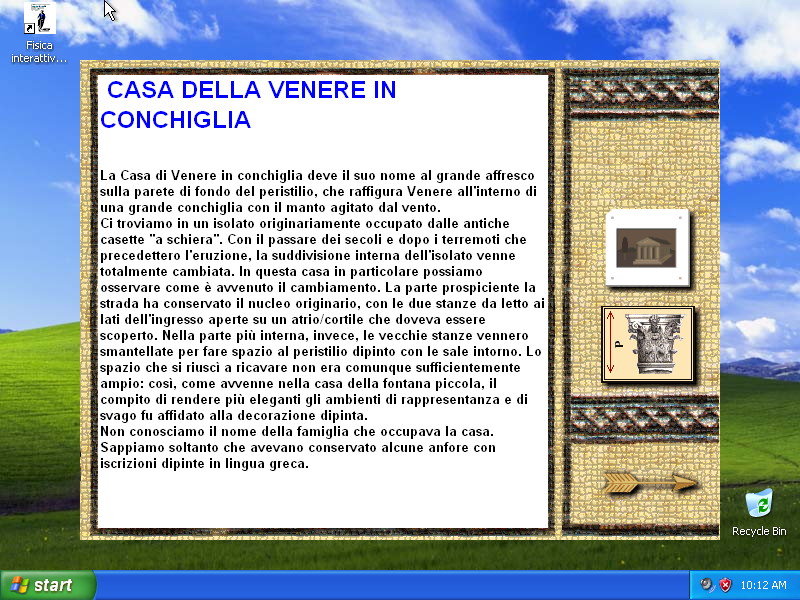 Fisica
interattiv...
CASA DELLA VENERE IN
CONCHIGLIA
La Casa di Venere in conchiglia deve il suo nome al grande affresco
sulla parete di fondo del peristilio, che raffigura Venere all'interno di
una grande conchiglia con il manto agitato dal vento.
Ci troviamo in un isolato originariamente occupato dalle antiche
casette "a schiera". Con il passare dei secoli e dopo i terremoti che
precedettero l'eruzione, la suddivisione interna dell'isolato venne
totalmente cambiata. In questa casa in particolare possiamo
osservare come è avvenuto il cambiamento. La parte prospiciente la
strada ha conservato il nucleo originario, con le due stanze da letto ai
lati dell'ingresso aperte su un atrio/cortile che doveva essere
scoperto. Nella parte più interna, invece, le vecchie stanze vennero
smantellate per fare spazio al peristilio dipinto con le sale intorno. Lo
spazio che si riuscì a ricavare non era comunque sufficientemente
ampio: così, come avvenne nella casa della fontana piccola, il
compito di rendere più eleganti gli ambienti di rappresentanza e di
svago fu affidato alla decorazione dipinta.
Non conosciamo il nome della famiglia che occupava la casa.
Sappiamo soltanto che avevano conservato alcune anfore con
iscrizioni dipinte in lingua greca.
P
Recycle Bin
start
10:12 AM